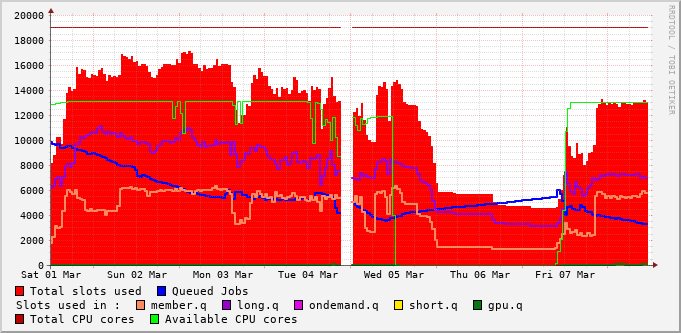 20000
18000
16000
14000
12000
10000
8000
6000
4000
2000
0
Sat 01 Mar Sun 02 Mar Mon 03 Mar Tue 04 Mar Wed 05 Mar Thu 06 Mar Fri 07 Mar
Total slots used Queued Jobs
Slots used in : member.q long.q ondemand.q short.q gpu.q
Total CPU cores Available CPU cores
RRDTOOL / TOBI OETIKER